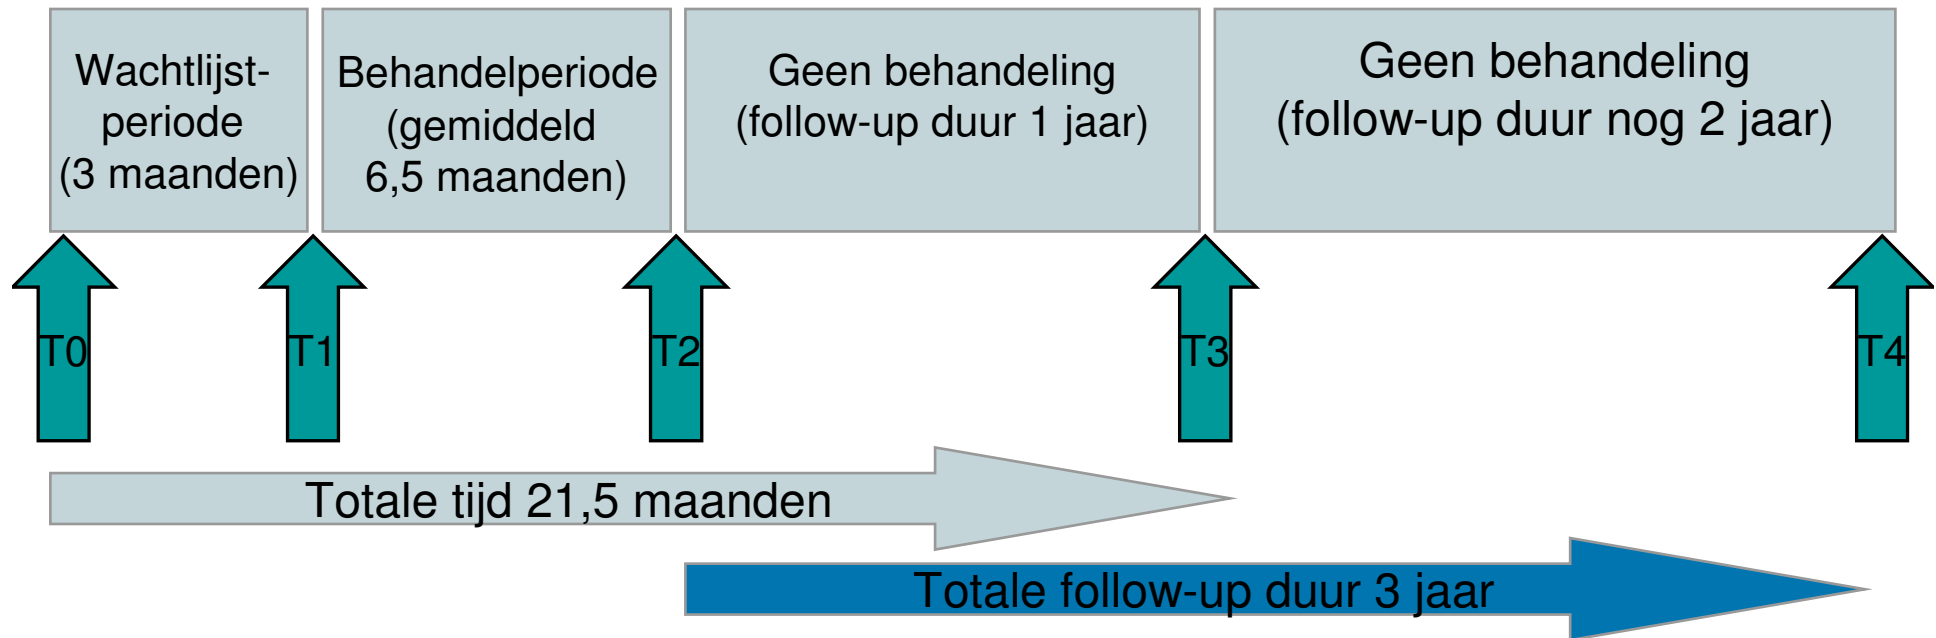 Wachtlijst-
periode
(3 maanden)
Behandelperiode
(gemiddeld
6,5 maanden)
Geen behandeling
(follow-up duur 1 jaar)
Geen behandeling
(follow-up duur nog 2 jaar)
T0
T1
T2
T3
T4
Totale tijd 21,5 maanden
Totale follow-up duur 3 jaar